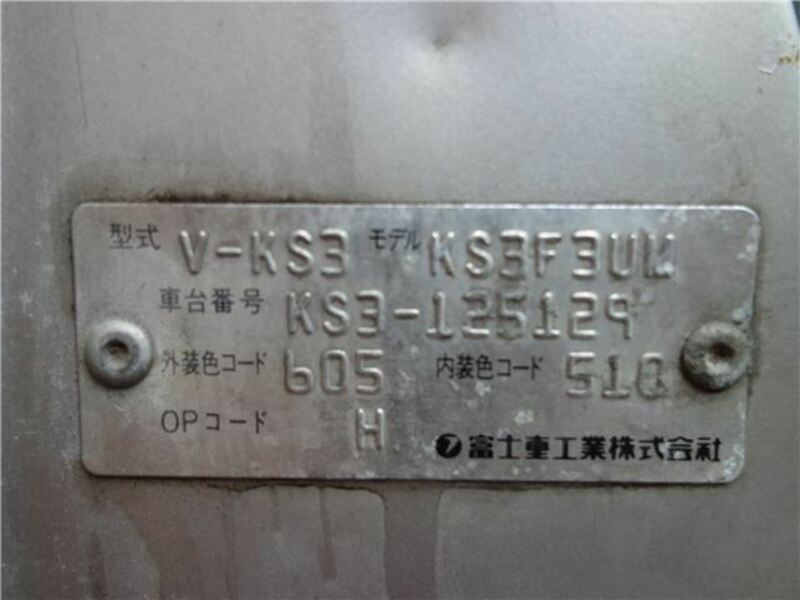 型式 V-KS3 モデル KS3F3UM
車台番号 KS3-125129
外装色コード 605 内装色コード 510
OPコード H
富士重工業株式会社